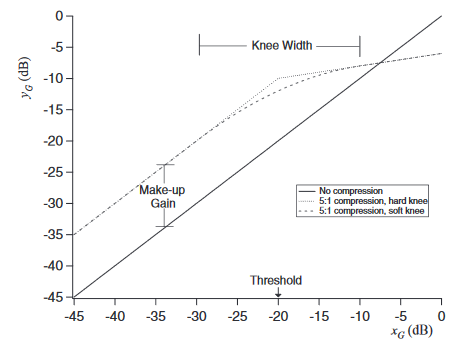 0
-5
-10
-15
-20
-25
-30
-35
-40
-45
y_G (dB)
Knee Width
Make-up
Gain
No compression
5:1 compression, hard knee
5:1 compression, soft knee
Threshold
-45 -40 -35 -30 -25 -20 -15 -10 -5 0
x_G (dB)